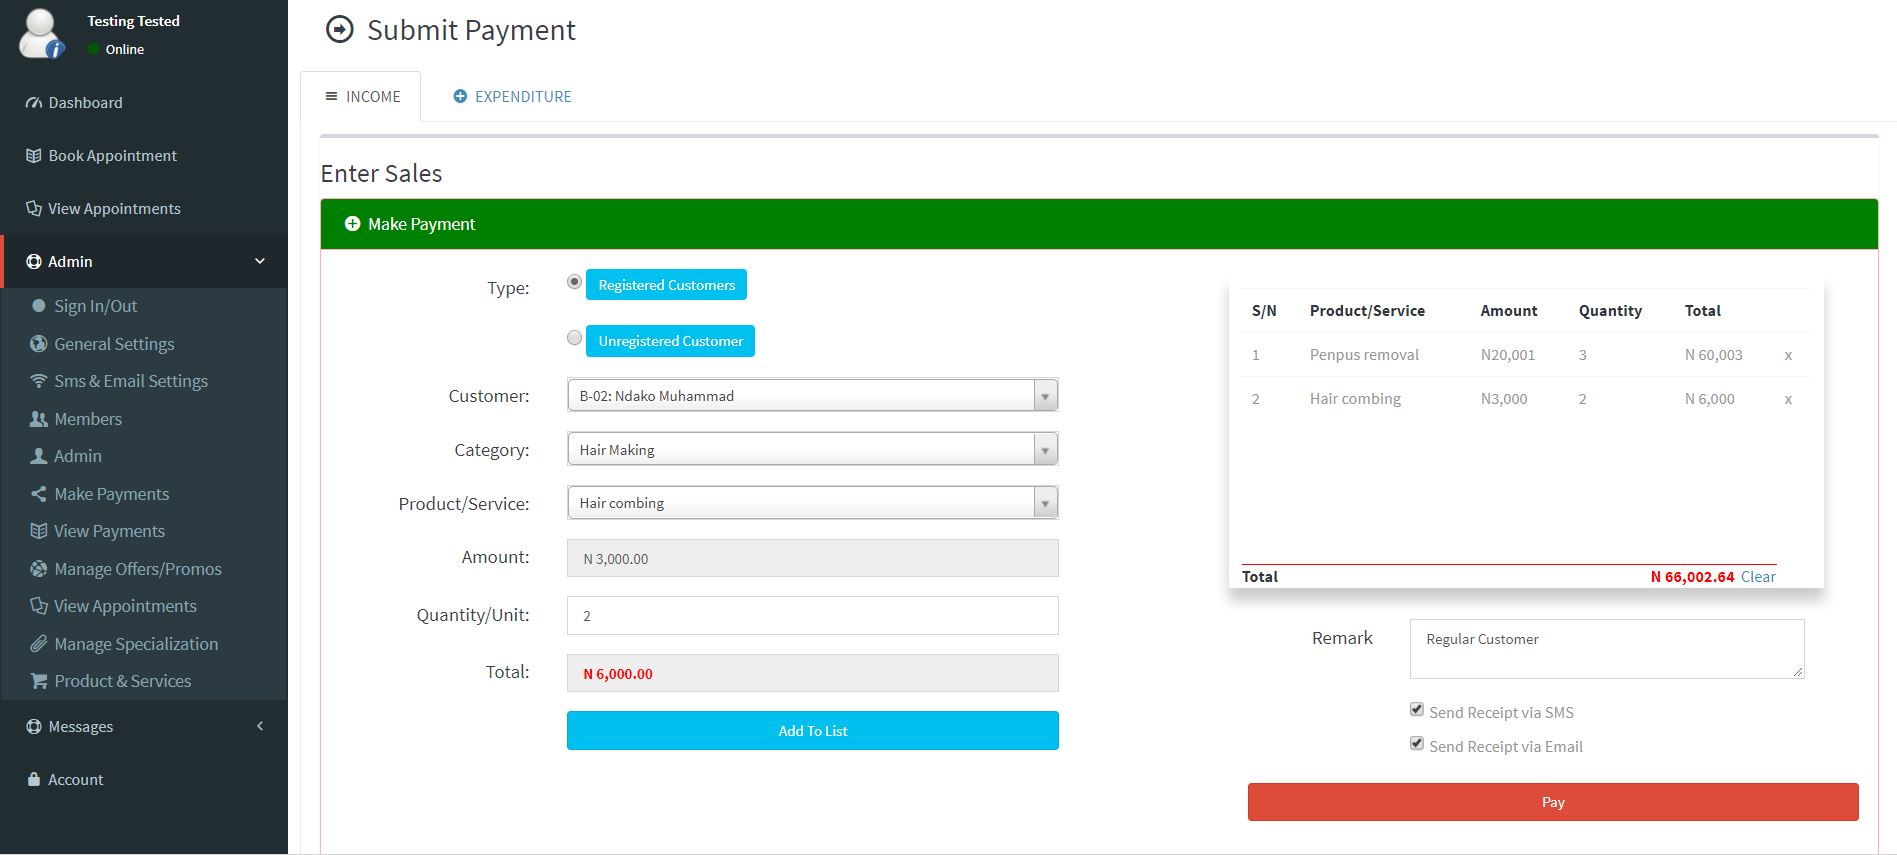 Testing Tested
Online
Dashboard
Book Appointment
View Appointments
Admin
Sign In/Out
General Settings
Sms & Email Settings
Members
Admin
Make Payments
View Payments
Manage Offers/Promos
View Appointments
Manage Specialization
Product & Services
Messages
Account
Submit Payment
INCOME EXPENDITURE
Enter Sales
Make Payment
Type: Registered Customers
Unregistered Customer
Customer: B-02: Ndako Muhammad
Category: Hair Making
Product/Service: Hair combing
Amount: N 3,000.00
Quantity/Unit: 2
Total: N 6,000.00
Add To List
S/N Product/Service Amount Quantity Total
1 Penpus removal N20,001 3 N 60,003 x
2 Hair combing N3,000 2 N 6,000 x
Total N 66,002.64 Clear
Remark Regular Customer
Send Receipt via SMS
Send Receipt via Email
Pay